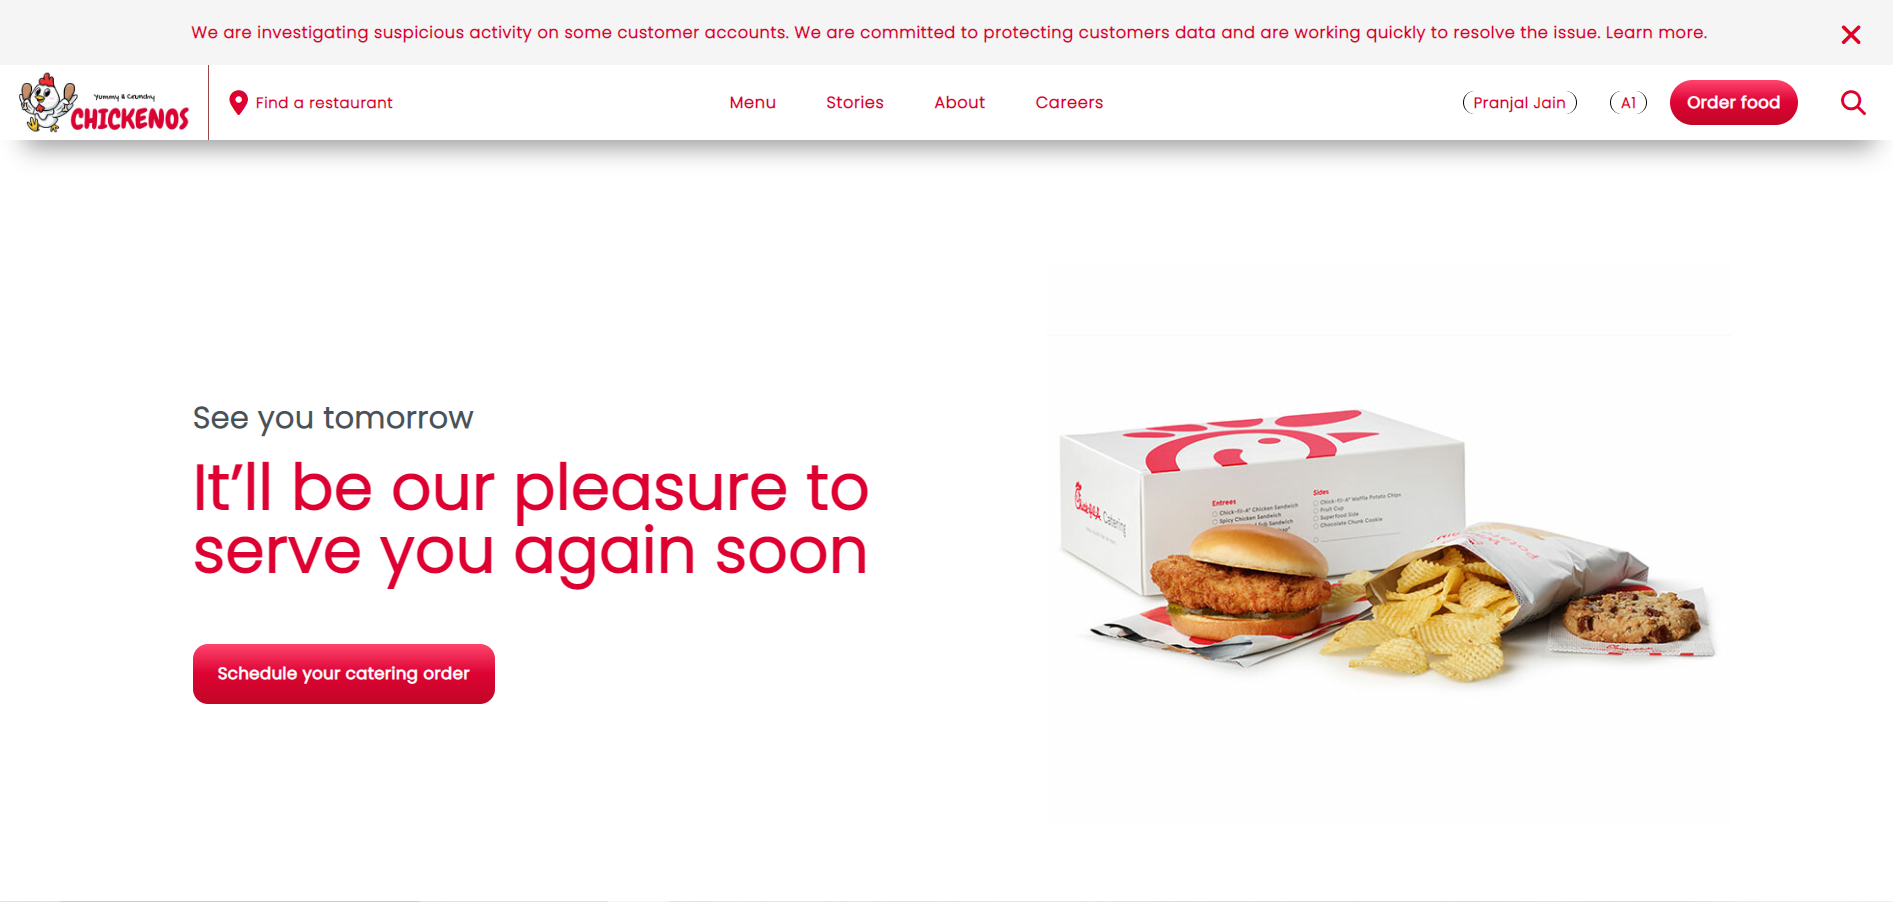 We are investigating suspicious activity on some customer accounts. We are committed to protecting customers data and are working quickly to resolve the issue. Learn more.
Yummy & Crunchy
CHICKENOS
Find a restaurant
Menu
Stories
About
Careers
Pranjal Jain
A1
Order food
See you tomorrow
It’ll be our pleasure to
serve you again soon
Schedule your catering order
Chick-fil-A Catering
Entrees
Chick-fil-A® Chicken Sandwich
Spicy Chicken Sandwich
Sub Sandwich
Sides
Chick-fil-A® Waffle Potato Chips
Fruit Cup
Superfood Side
Chocolate Chunk Cookie